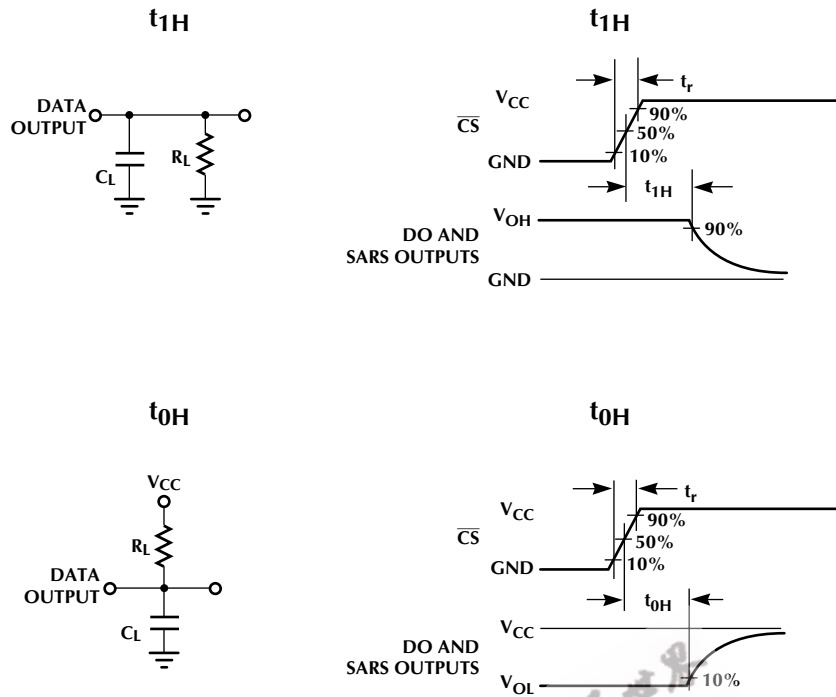 t1H
t1H
DATA
OUTPUT
CL
RL
tr
VCC
CS
GND
90%
50%
10%
t1H
VOH
DO AND
SARS OUTPUTS
GND
90%
t0H
t0H
VCC
RL
DATA
OUTPUT
CL
tr
VCC
CS
GND
90%
50%
10%
t0H
VCC
DO AND
SARS OUTPUTS
VOL
10%